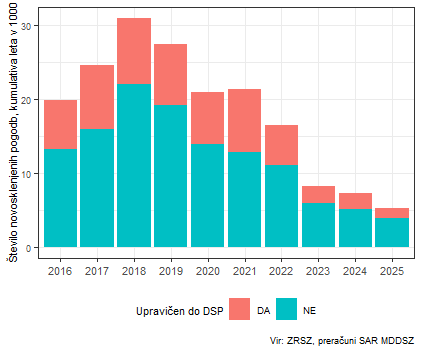 Število novosklenjenih pogodb, kumulativa leta v 1000
30
20
10
0
2016 2017 2018 2019 2020 2021 2022 2023 2024 2025
Upravičen do DSP DA NE
Vir: ZRSZ, preračuni SAR MDDSZ